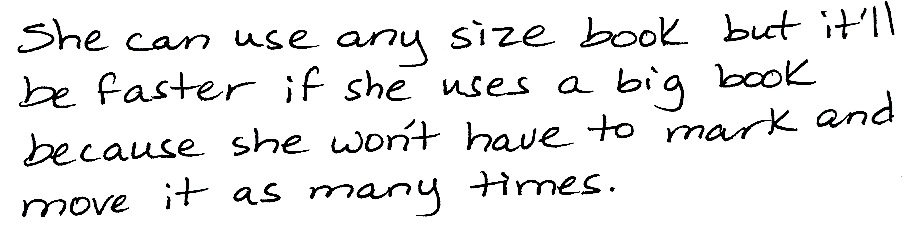 She can use any size book but it'll
be faster if she uses a big book
because she won't have to mark and
move it as many times.